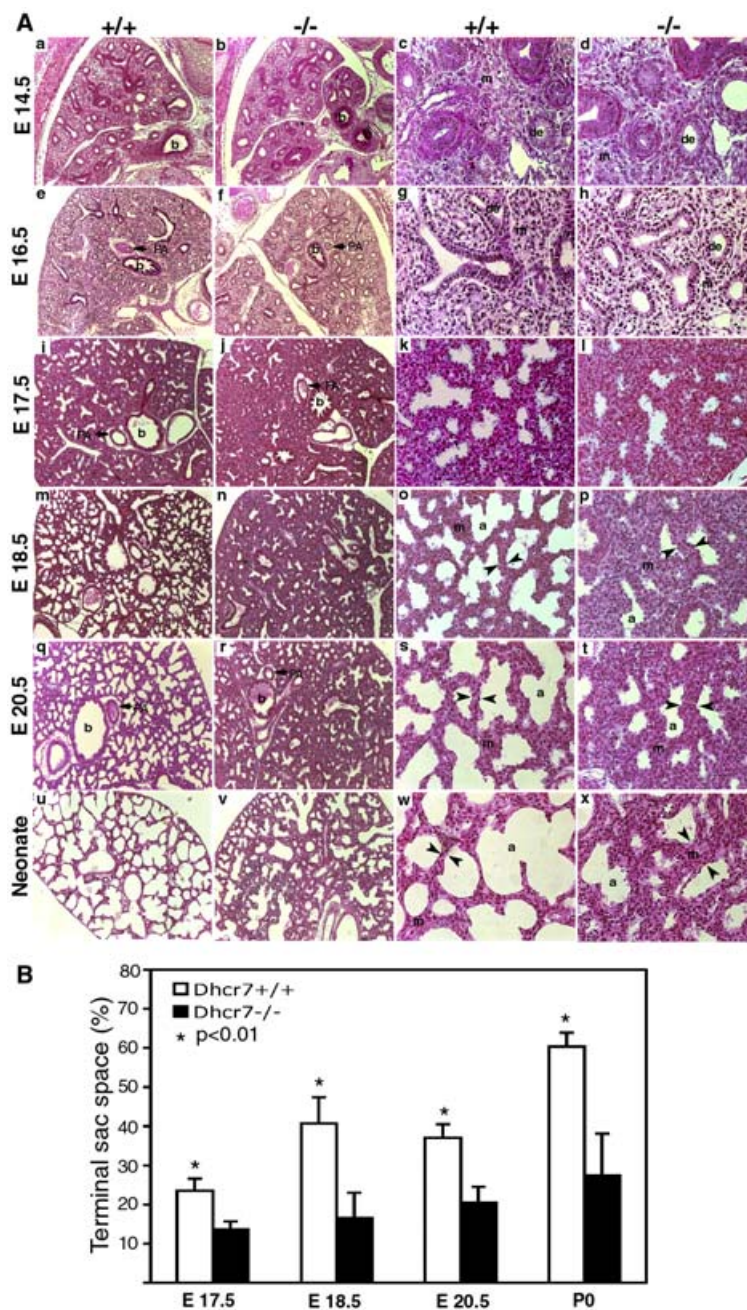 A
+/+ -/- +/+ -/-
E 14.5
a b c d
b b m de m de
E 16.5
e f g h
PA b b PA de m de m
E 17.5
i j k l
PA b PA b
E 18.5
m n o p
m a m a
E 20.5
q r s t
b PA PA b a m a m
Neonate
u v w x
a m m a
B
80
70
60
50
40
30
20
10
Terminal sac space (%)
Dhcr7+/+
Dhcr7-/-
* p<0.01
* * * *
E 17.5 E 18.5 E 20.5 P0